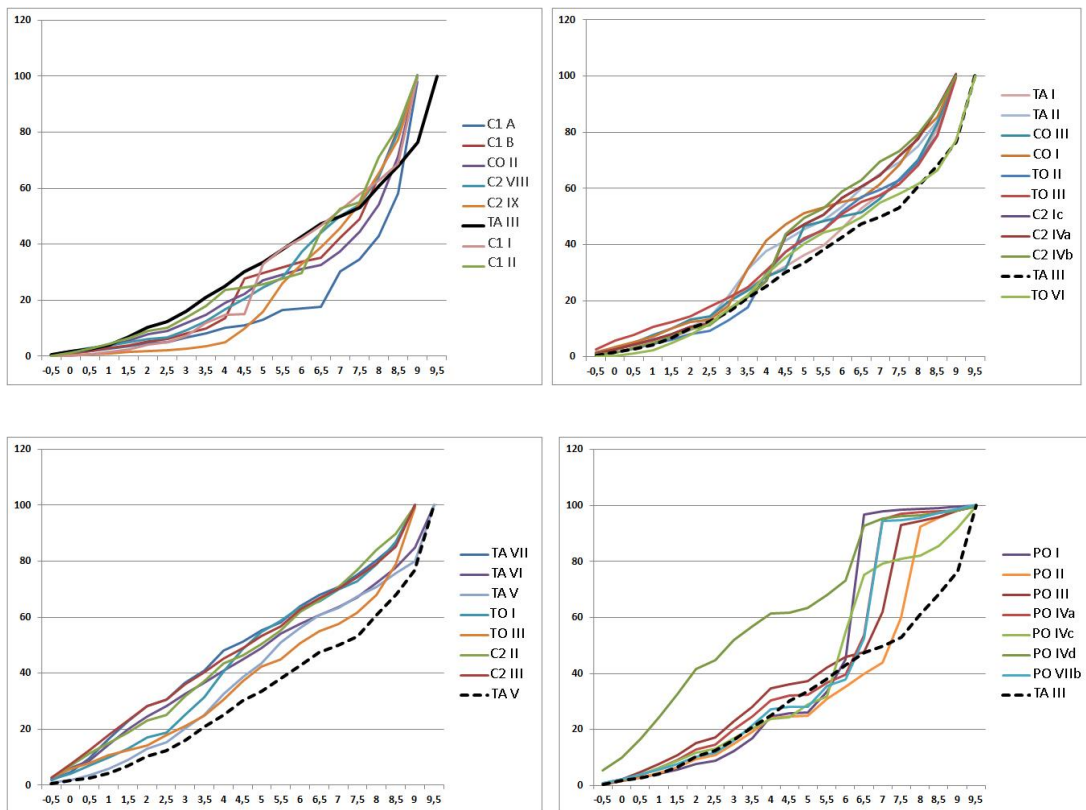 120
100
80
60
40
20
0
-0,5 0 0,5 1 1,5 2 2,5 3 3,5 4 4,5 5 5,5 6 6,5 7 7,5 8 8,5 9 9,5
C1 A
C1 B
CO II
C2 VIII
C2 IX
TA III
C1 I
C1 II
120
100
80
60
40
20
0
-0,5 0 0,5 1 1,5 2 2,5 3 3,5 4 4,5 5 5,5 6 6,5 7 7,5 8 8,5 9 9,5
TA I
TA II
CO III
CO I
TO II
TO III
C2 Ic
C2 IVa
C2 IVb
TA III
TO VI
120
100
80
60
40
20
0
-0,5 0 0,5 1 1,5 2 2,5 3 3,5 4 4,5 5 5,5 6 6,5 7 7,5 8 8,5 9 9,5
TA VII
TA VI
TA V
TO I
TO III
C2 II
C2 III
TA V
120
100
80
60
40
20
0
-0,5 0 0,5 1 1,5 2 2,5 3 3,5 4 4,5 5 5,5 6 6,5 7 7,5 8 8,5 9 9,5
PO I
PO II
PO III
PO IVa
PO IVc
PO IVd
PO VIIb
TA III